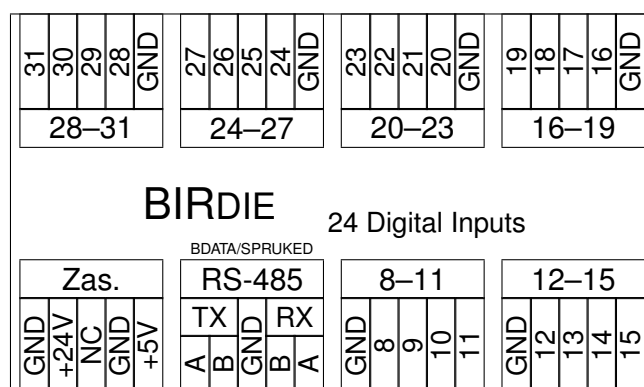 31 30 29 28 GND 27 26 25 24 GND 23 22 21 20 GND 19 18 17 16 GND
28–31 24–27 20–23 16–19
BIRDIE
24 Digital Inputs
BDATA/SPRUKED
Zas. RS-485 8–11 12–15
TX RX
GND +24V NC GND +5V A B GND B A GND 8 9 10 11 GND 12 13 14 15